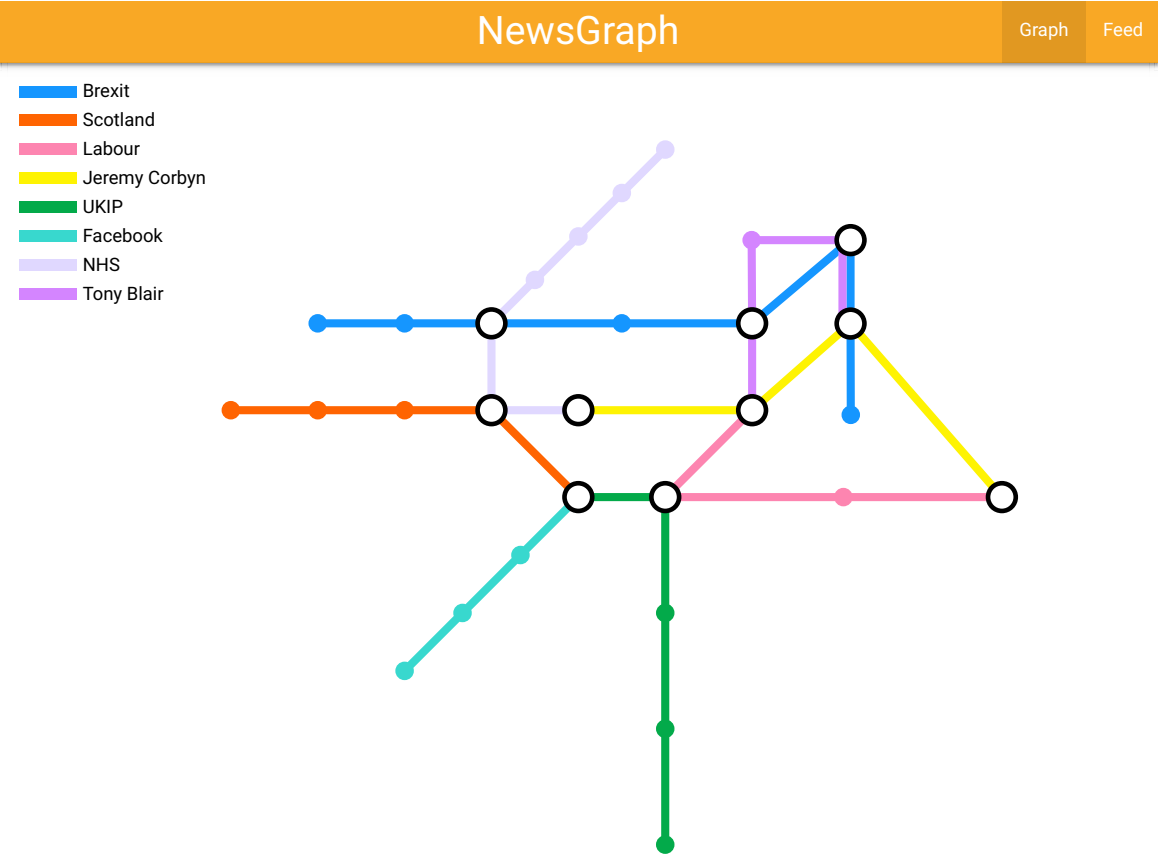 NewsGraph
Graph
Feed
Brexit
Scotland
Labour
Jeremy Corbyn
UKIP
Facebook
NHS
Tony Blair